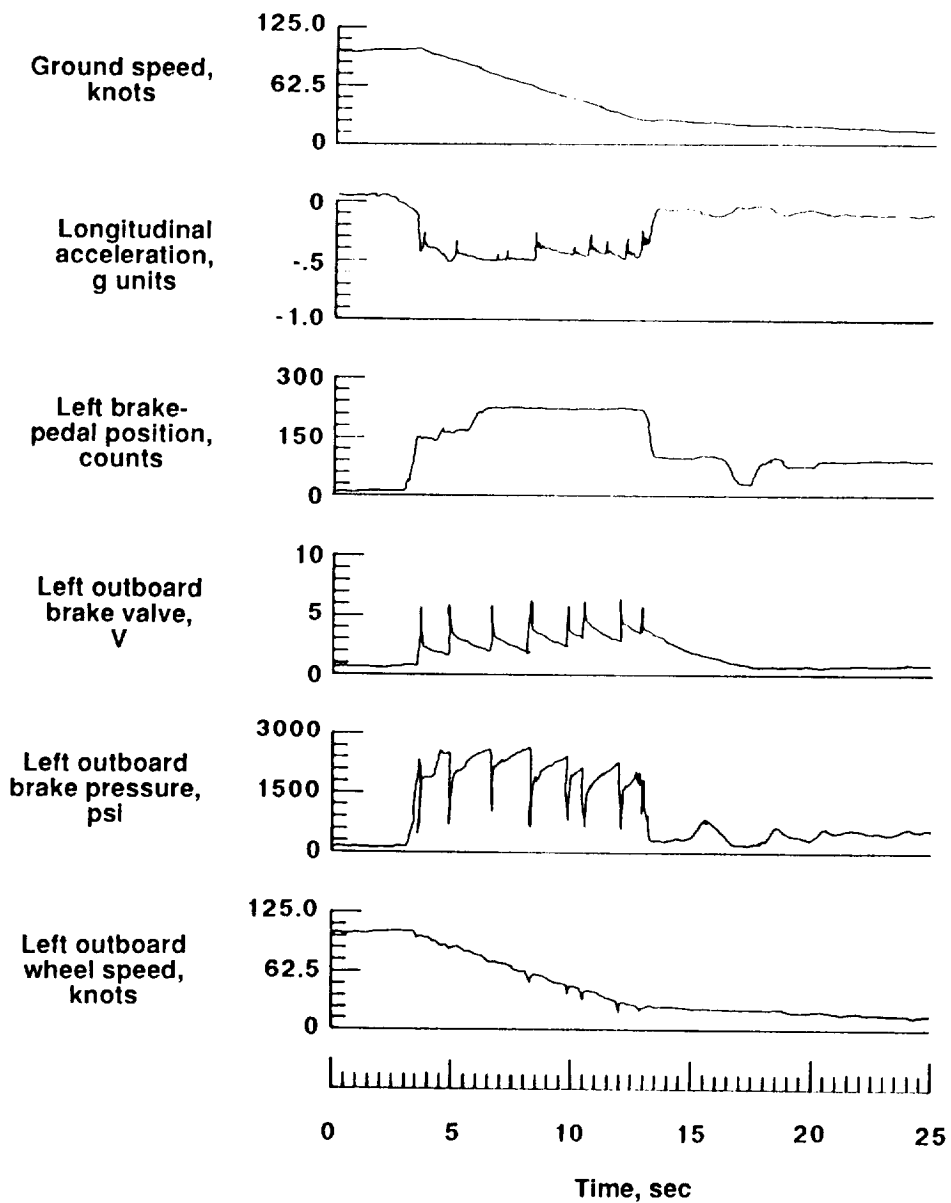 125.0
Ground speed,
knots
62.5
0
0
Longitudinal
acceleration,
g units
-.5
-1.0
300
Left brake-
pedal position,
counts
150
0
10
Left outboard
brake valve,
V
5
0
3000
Left outboard
brake pressure,
psi
1500
0
125.0
Left outboard
wheel speed,
knots
62.5
0
0 5 10 15 20 25
Time, sec